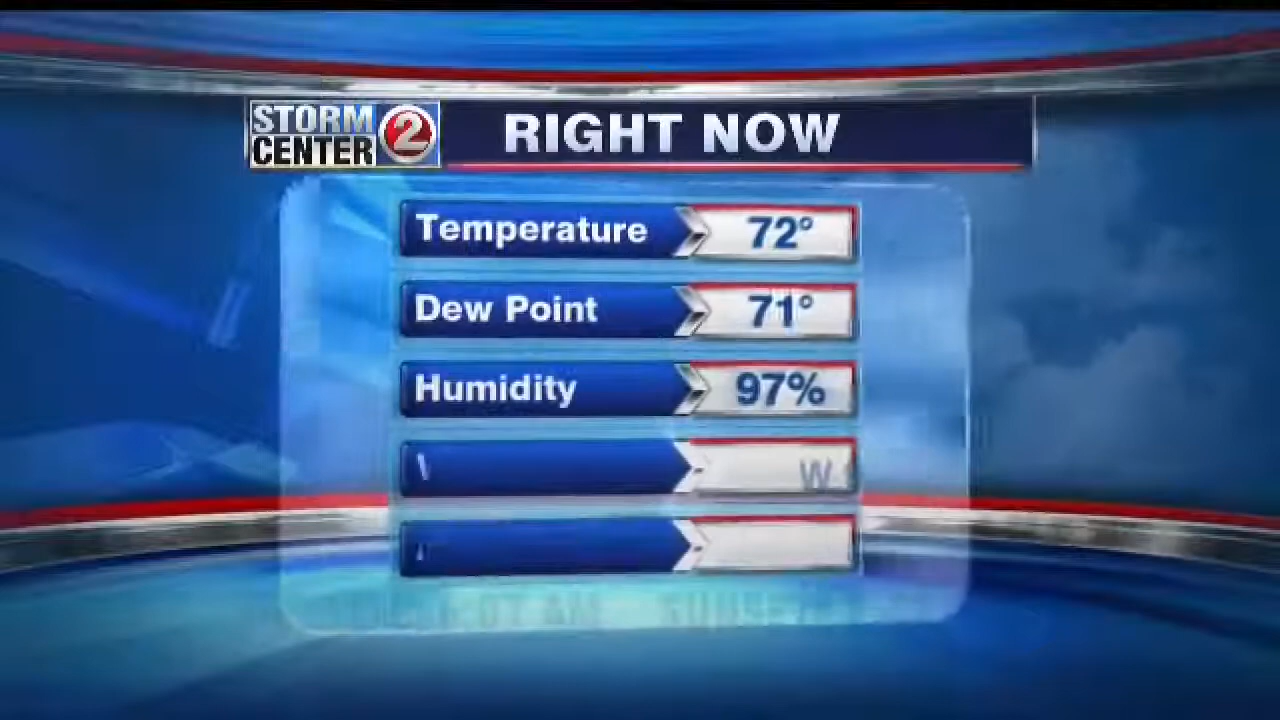 STORM CENTER 2
RIGHT NOW
Temperature 72°
Dew Point 71°
Humidity 97%
W